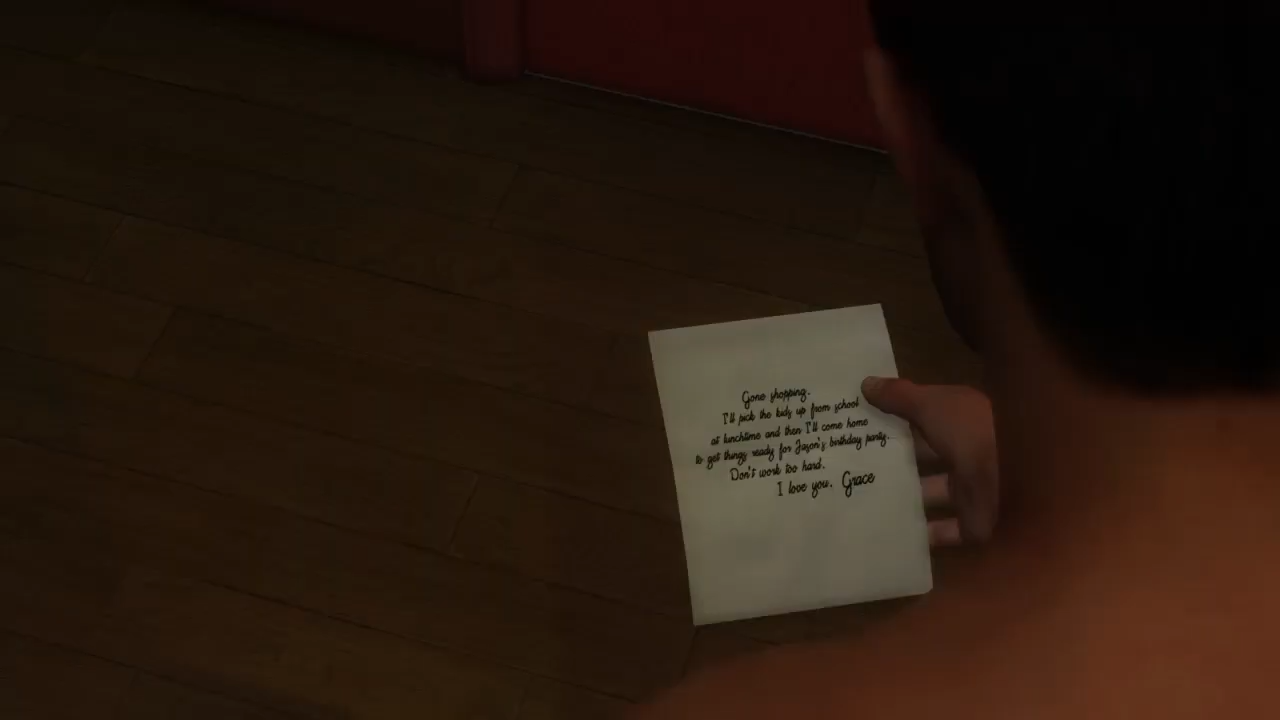 Gone shopping.
I'll pick the kids up from school
at lunchtime and then I'll come home
to get things ready for Jason's birthday party.
Don't work too hard.
I love you. Grace